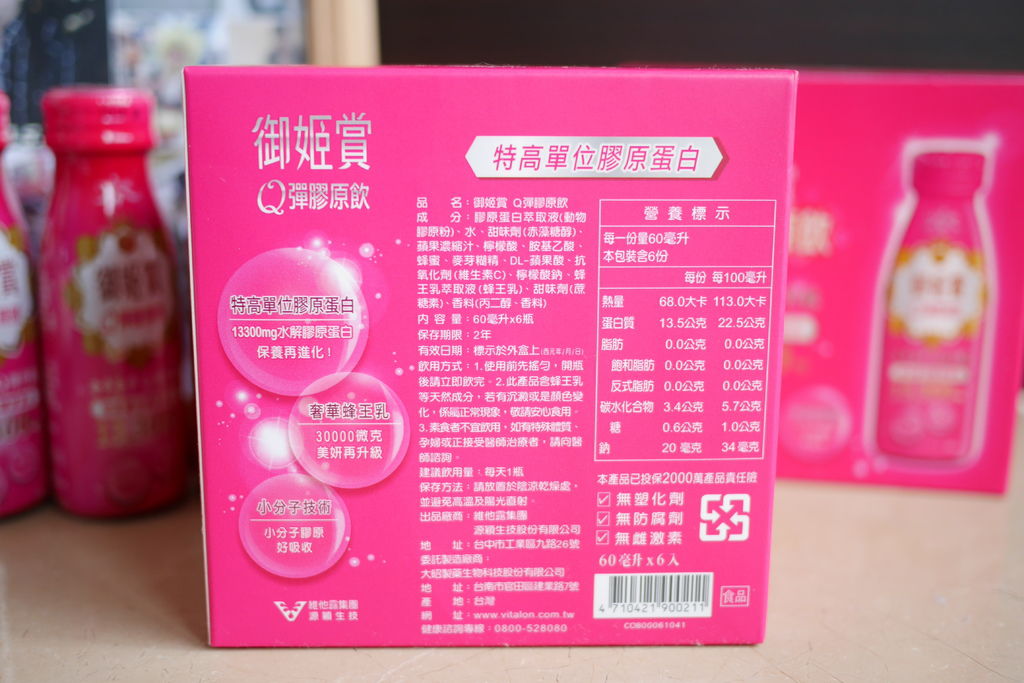 御姬賞
Q彈膠原飲
特高單位膠原蛋白
13300mg水解膠原蛋白
保養再進化！
奢華蜂王乳
30000微克
美妍再升級
小分子技術
小分子膠原
好吸收
維他露集團
源穎生技
特高單位膠原蛋白
品　　名：御姬賞 Q彈膠原飲
成　　分：膠原蛋白萃取液(動物
膠原粉)、水、甜味劑(赤藻糖醇)、
蘋果濃縮汁、檸檬酸、胺基乙酸、
蜂蜜、麥芽糊精、DL-蘋果酸、抗
氧化劑(維生素C)、檸檬酸鈉、蜂
王乳萃取液(蜂王乳)、甜味劑(蔗
糖素)、香料(丙二醇、香料)
內 容 量：60毫升x6瓶
保存期限：2年
有效日期：標示於外盒上(西元年/月/日)
飲用方式：1.使用前先搖勻，開瓶
後請立即飲完。2.此產品含蜂王乳
等天然成分，若有沉澱或是顏色變
化，係屬正常現象，敬請安心食用。
3.素食者不宜飲用，如有特殊體質、
孕婦或正接受醫師治療者，請向醫
師諮詢。
建議飲用量：每天1瓶
保存方法：請放置於陰涼乾燥處，
並避免高溫及陽光直射。
出品廠商：維他露集團
源穎生技股份有限公司
地　　址：台中市工業區九路26號
委託製造廠商：
大昭製藥生物科技股份有限公司
地　　址：台南市官田區建業路7號
產　　地：台灣
網　　址：www.vitalon.com.tw
健康諮詢專線：0800-528080
營養標示
每一份量60毫升
本包裝含6份
每份 每100毫升
熱量 68.0大卡 113.0大卡
蛋白質 13.5公克 22.5公克
脂肪 0.0公克 0.0公克
飽和脂肪 0.0公克 0.0公克
反式脂肪 0.0公克 0.0公克
碳水化合物 3.4公克 5.7公克
糖 0.6公克 1.0公克
鈉 20 毫克 34 毫克
本產品已投保2000萬產品責任險
無塑化劑
無防腐劑
無雌激素
60毫升x6入
4 710421 900211
食品
CO800061041
御姬賞